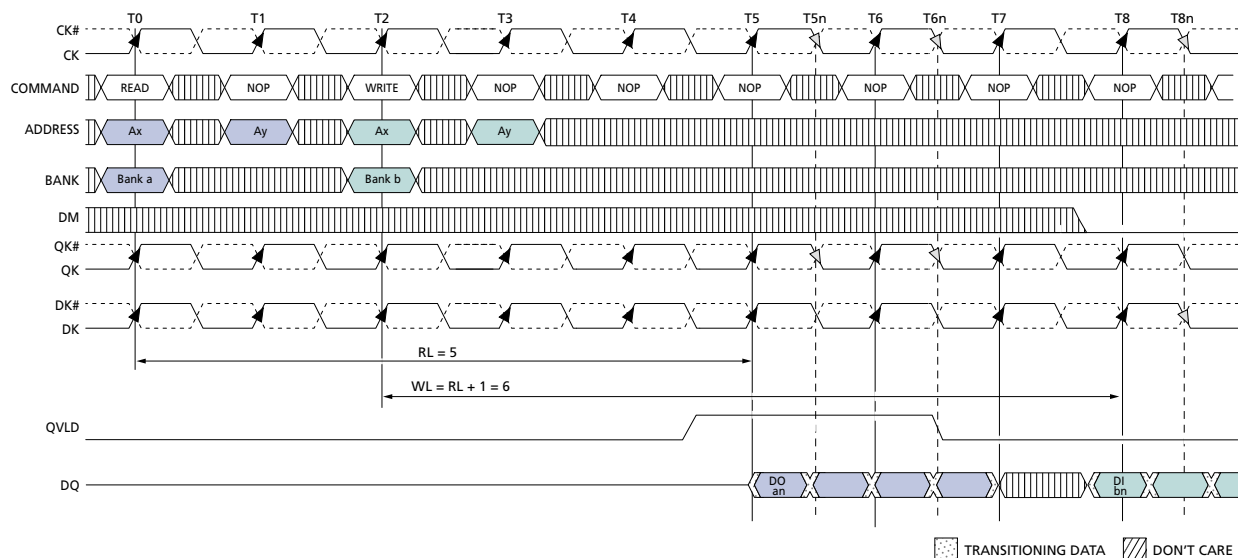 T0 T1 T2 T3 T4 T5 T5n T6 T6n T7 T8 T8n
CK#
CK
COMMAND READ NOP WRITE NOP NOP NOP NOP NOP NOP
ADDRESS Ax Ay Ax Ay
BANK Bank a Bank b
DM
QK#
QK
DK#
DK
RL = 5
WL = RL + 1 = 6
QVLD
DQ DO an DI bn
TRANSITIONING DATA DON'T CARE